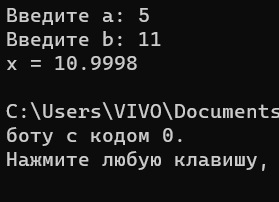 Введите a: 5
Введите b: 11
x = 10.9998

C:\Users\VIVO\Documents
боту с кодом 0.
Нажмите любую клавишу,